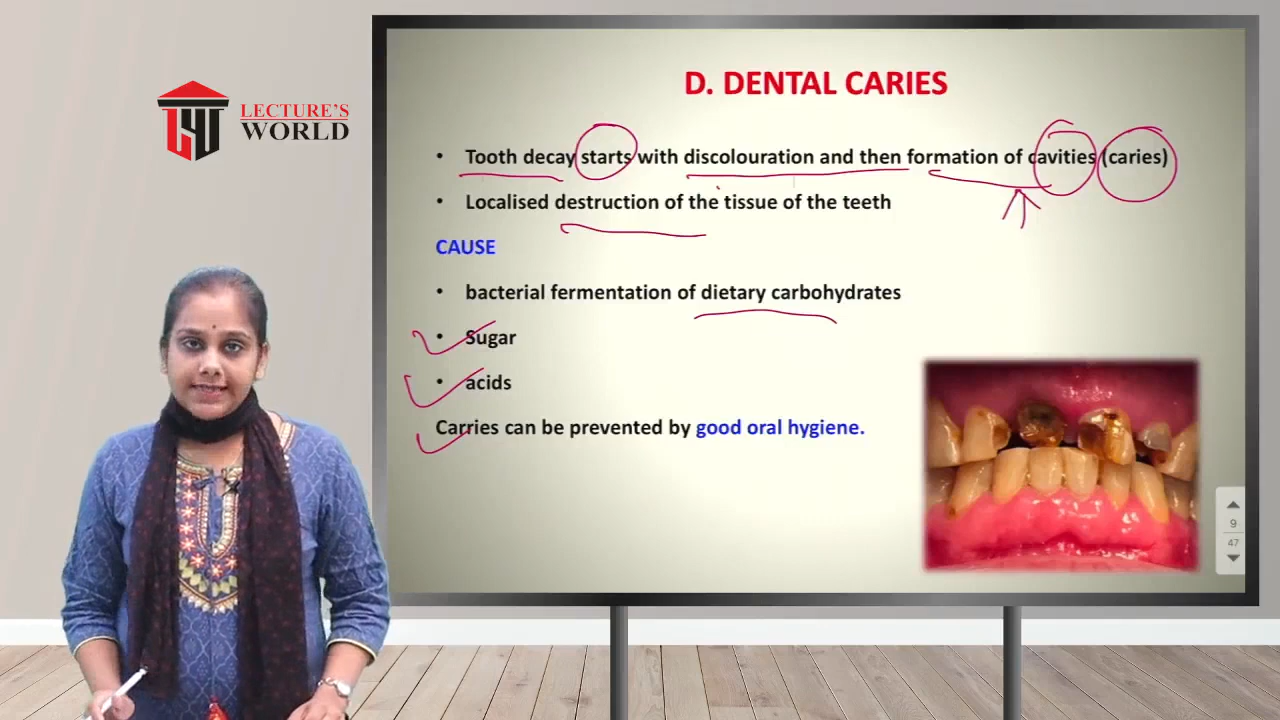 LECTURE'S
WORLD
D. DENTAL CARIES
• Tooth decay starts with discolouration and then formation of cavities (caries)
• Localised destruction of the tissue of the teeth
CAUSE
• bacterial fermentation of dietary carbohydrates
• Sugar
• acids
Carries can be prevented by good oral hygiene.
9
47